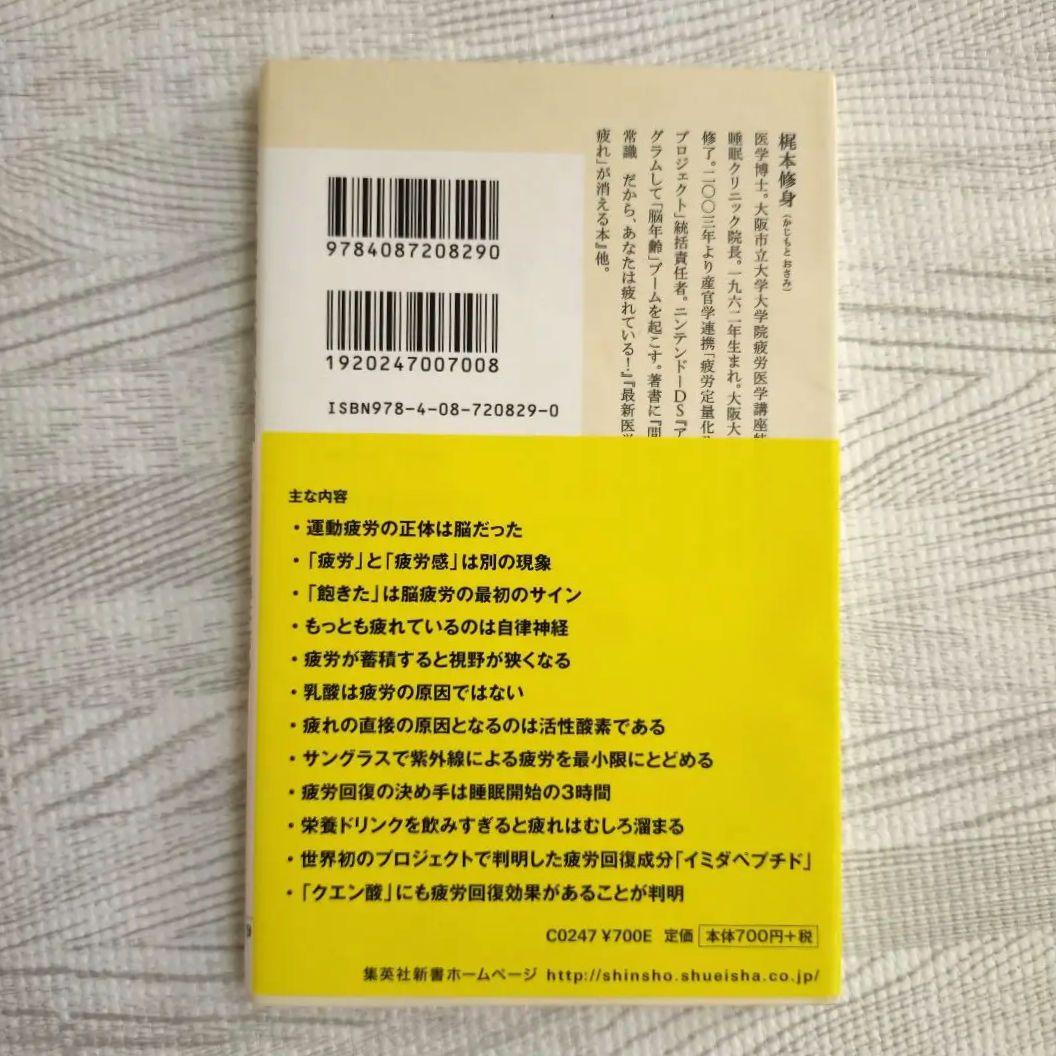 梶本修身（かじもと おさみ）
医学博士。大阪市立大学大学院疲労医学講座
睡眠クリニック院長。一九六二年生まれ。大阪大
修了。二〇〇三年より産官学連携「疲労定量化
プロジェクト」統括責任者。ニンテンドーDS『ア
グラムして「脳年齢」ブームを起こす。著書に『間
常識 だから、あなたは疲れている！』『最新医学
疲れ」が消える本』他。
9784087208290
1920247007008
ISBN978-4-08-720829-0
主な内容
・運動疲労の正体は脳だった
・「疲労」と「疲労感」は別の現象
・「飽きた」は脳疲労の最初のサイン
・もっとも疲れているのは自律神経
・疲労が蓄積すると視野が狭くなる
・乳酸は疲労の原因ではない
・疲れの直接の原因となるのは活性酸素である
・サングラスで紫外線による疲労を最小限にとどめる
・疲労回復の決め手は睡眠開始の3時間
・栄養ドリンクを飲みすぎると疲れはむしろ溜まる
・世界初のプロジェクトで判明した疲労回復成分「イミダペプチド」
・「クエン酸」にも疲労回復効果があることが判明
C0247 ¥700E 定価 本体700円+税
集英社新書ホームページ http://shinsho.shueisha.co.jp/